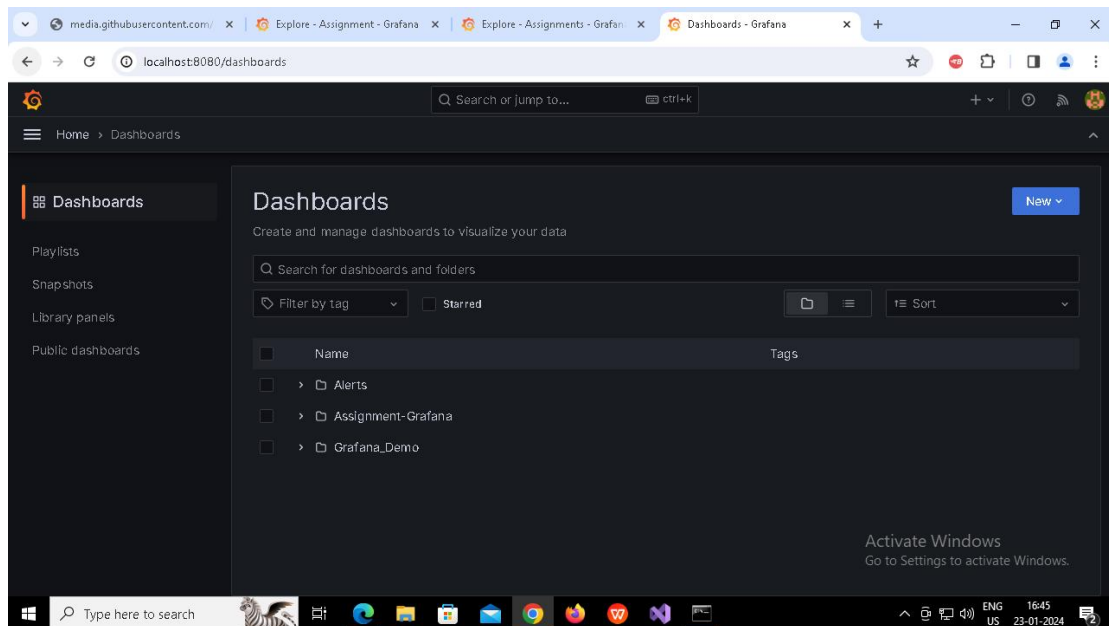 media.githubusercontent.com/
Explore - Assignment - Grafana
Explore - Assignments - Grafan
Dashboards - Grafana
localhost:8080/dashboards
Search or jump to...
ctrl+k
Home › Dashboards
Dashboards
Playlists
Snapshots
Library panels
Public dashboards
Dashboards
New
Create and manage dashboards to visualize your data
Search for dashboards and folders
Filter by tag
Starred
Sort
Name
Tags
Alerts
Assignment-Grafana
Grafana_Demo
Activate Windows
Go to Settings to activate Windows.
Type here to search
ENG
US
16:45
23-01-2024
2